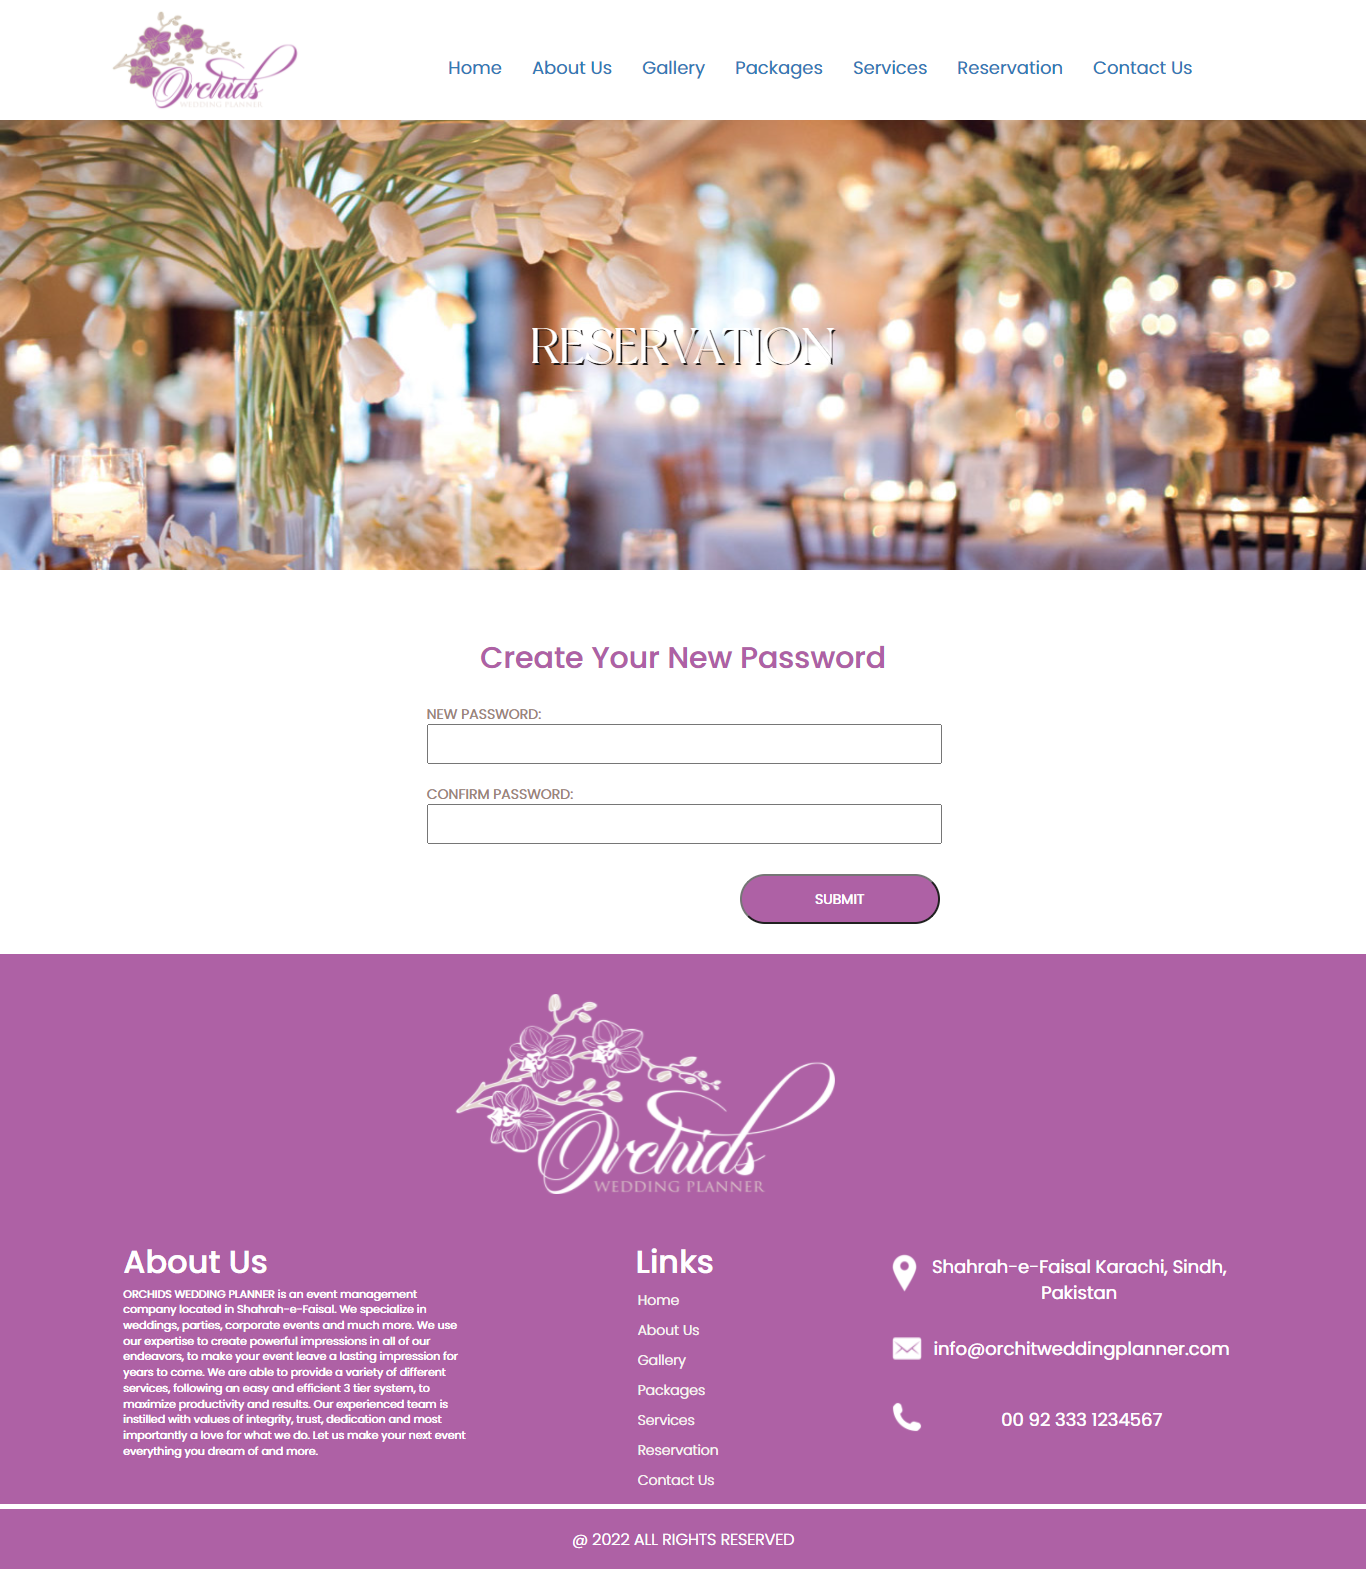 Orchids
WEDDING PLANNER
Home About Us Gallery Packages Services Reservation Contact Us
RESERVATION
Create Your New Password
NEW PASSWORD:
CONFIRM PASSWORD:
SUBMIT
Orchids
WEDDING PLANNER
About Us
ORCHIDS WEDDING PLANNER is an event management
company located in Shahrah-e-Faisal. We specialize in
weddings, parties, corporate events and much more. We use
our expertise to create powerful impressions in all of our
endeavors, to make your event leave a lasting impression for
years to come. We are able to provide a variety of different
services, following an easy and efficient 3 tier system, to
maximize productivity and results. Our experienced team is
instilled with values of integrity, trust, dedication and most
importantly a love for what we do. Let us make your next event
everything you dream of and more.
Links
Home
About Us
Gallery
Packages
Services
Reservation
Contact Us
Shahrah-e-Faisal Karachi, Sindh,
Pakistan
info@orchitweddingplanner.com
00 92 333 1234567
@ 2022 ALL RIGHTS RESERVED